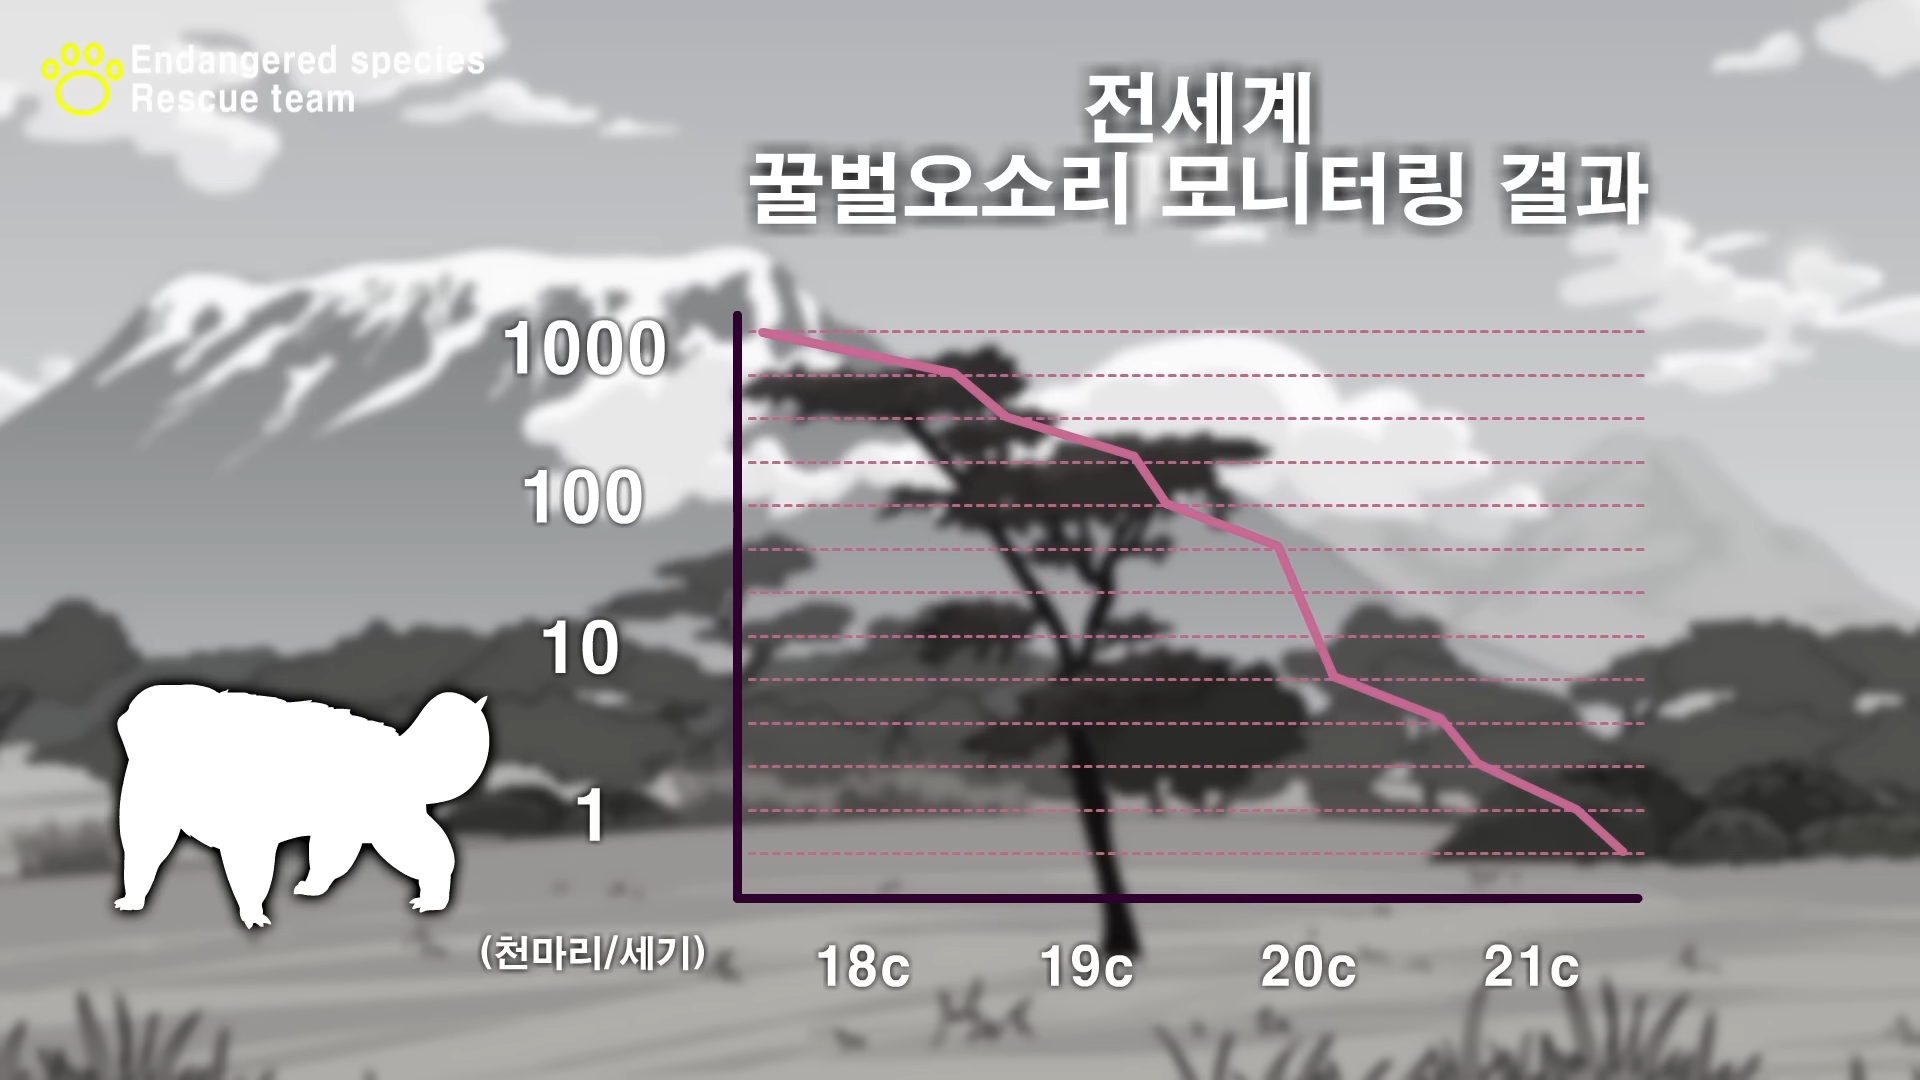 Endangered species
Rescue team
전세계
꿀벌오소리 모니터링 결과
1000
100
10
1
(천마리/세기)
18c 19c 20c 21c